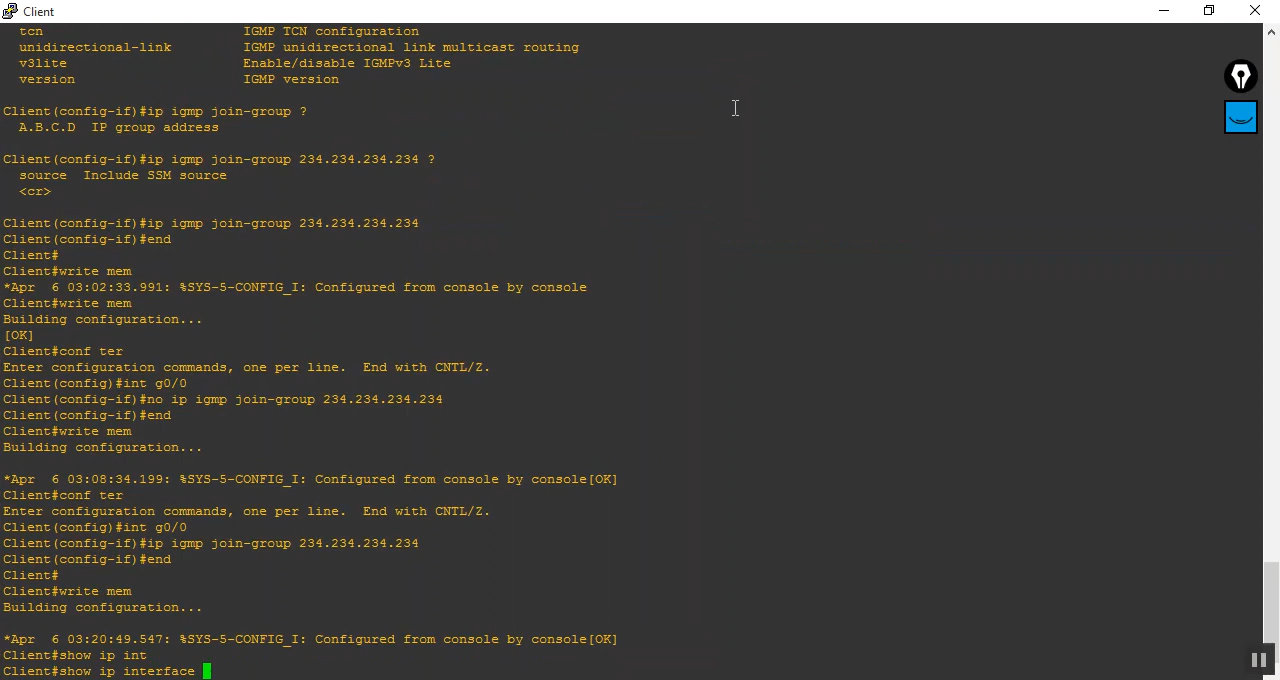 Client
tcn                       IGMP TCN configuration
unidirectional-link       IGMP unidirectional link multicast routing
v3lite                    Enable/disable IGMPv3 Lite
version                   IGMP version
Client(config-if)#ip igmp join-group ?
A.B.C.D  IP group address
Client(config-if)#ip igmp join-group 234.234.234.234 ?
source  Include SSM source
<cr>
Client(config-if)#ip igmp join-group 234.234.234.234
Client(config-if)#end
Client#
Client#write mem
*Apr  6 03:02:33.991: %SYS-5-CONFIG_I: Configured from console by console
Client#write mem
Building configuration...
[OK]
Client#conf ter
Enter configuration commands, one per line.  End with CNTL/Z.
Client(config)#int g0/0
Client(config-if)#no ip igmp join-group 234.234.234.234
Client(config-if)#end
Client#write mem
Building configuration...
*Apr  6 03:08:34.199: %SYS-5-CONFIG_I: Configured from console by console[OK]
Client#conf ter
Enter configuration commands, one per line.  End with CNTL/Z.
Client(config)#int g0/0
Client(config-if)#ip igmp join-group 234.234.234.234
Client(config-if)#end
Client#
Client#write mem
Building configuration...
*Apr  6 03:20:49.547: %SYS-5-CONFIG_I: Configured from console by console[OK]
Client#show ip int
Client#show ip interface